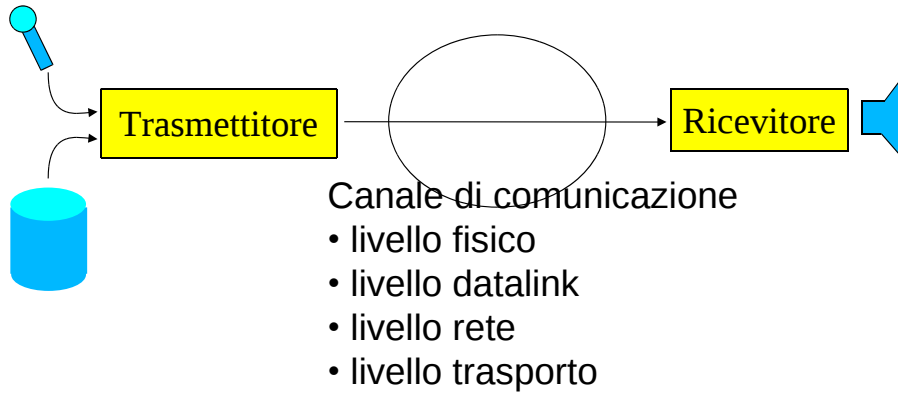 Trasmettitore
Ricevitore
Canale di comunicazione
• livello fisico
• livello datalink
• livello rete
• livello trasporto